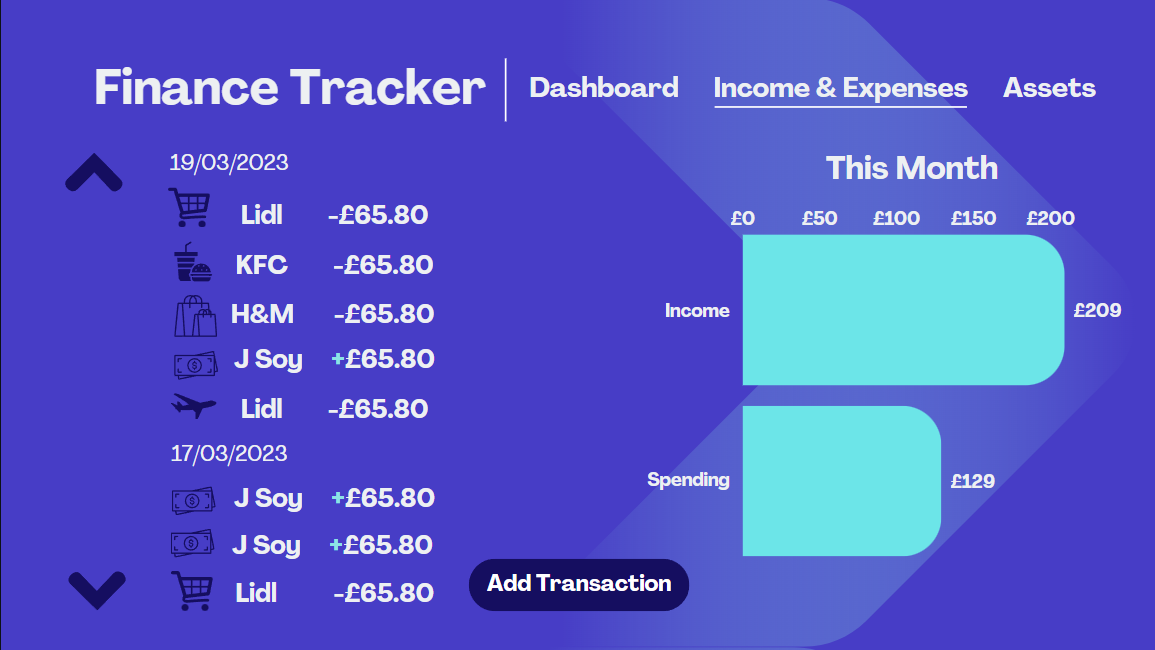 Finance Tracker
Dashboard Income & Expenses Assets
19/03/2023
Lidl -£65.80
KFC -£65.80
H&M -£65.80
J Soy +£65.80
Lidl -£65.80
17/03/2023
J Soy +£65.80
J Soy +£65.80
Lidl -£65.80
Add Transaction
This Month
£0 £50 £100 £150 £200
Income £209
Spending £129